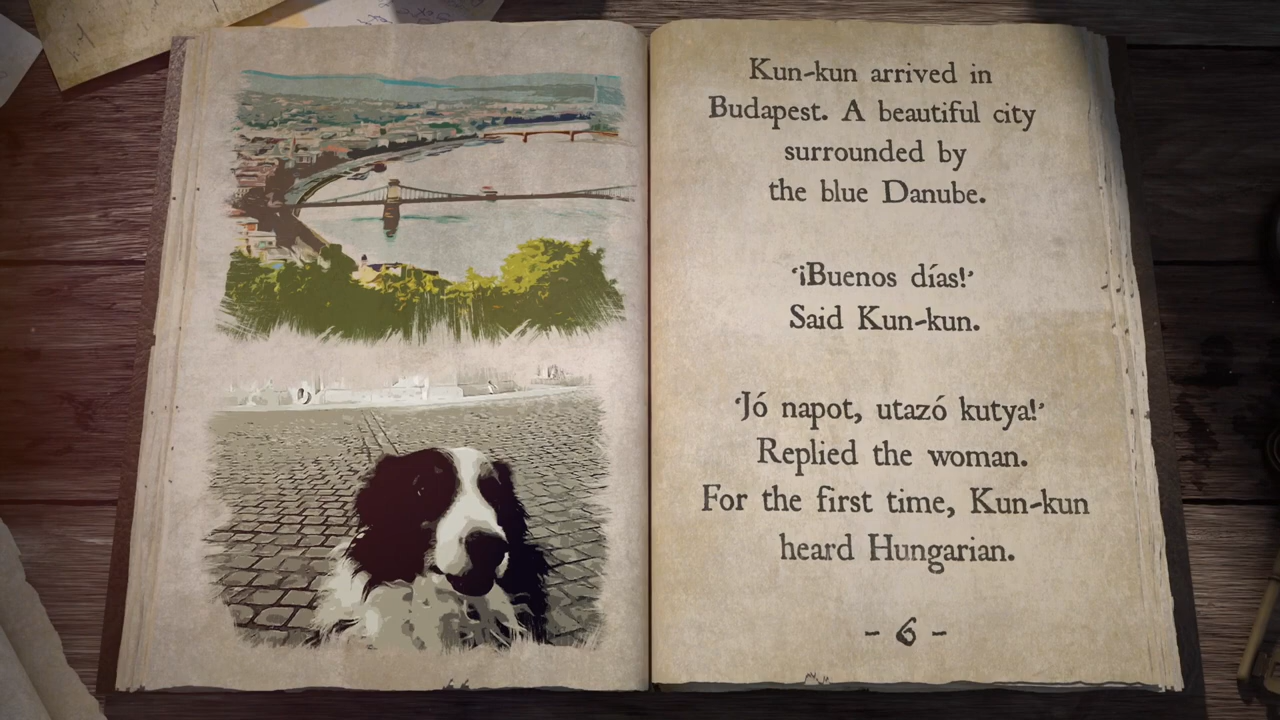 Kun-kun arrived in
Budapest. A beautiful city
surrounded by
the blue Danube.
'¡Buenos días!'
Said Kun-kun.
'Jó napot, utazó kutya!'
Replied the woman.
For the first time, Kun-kun
heard Hungarian.
- 6 -